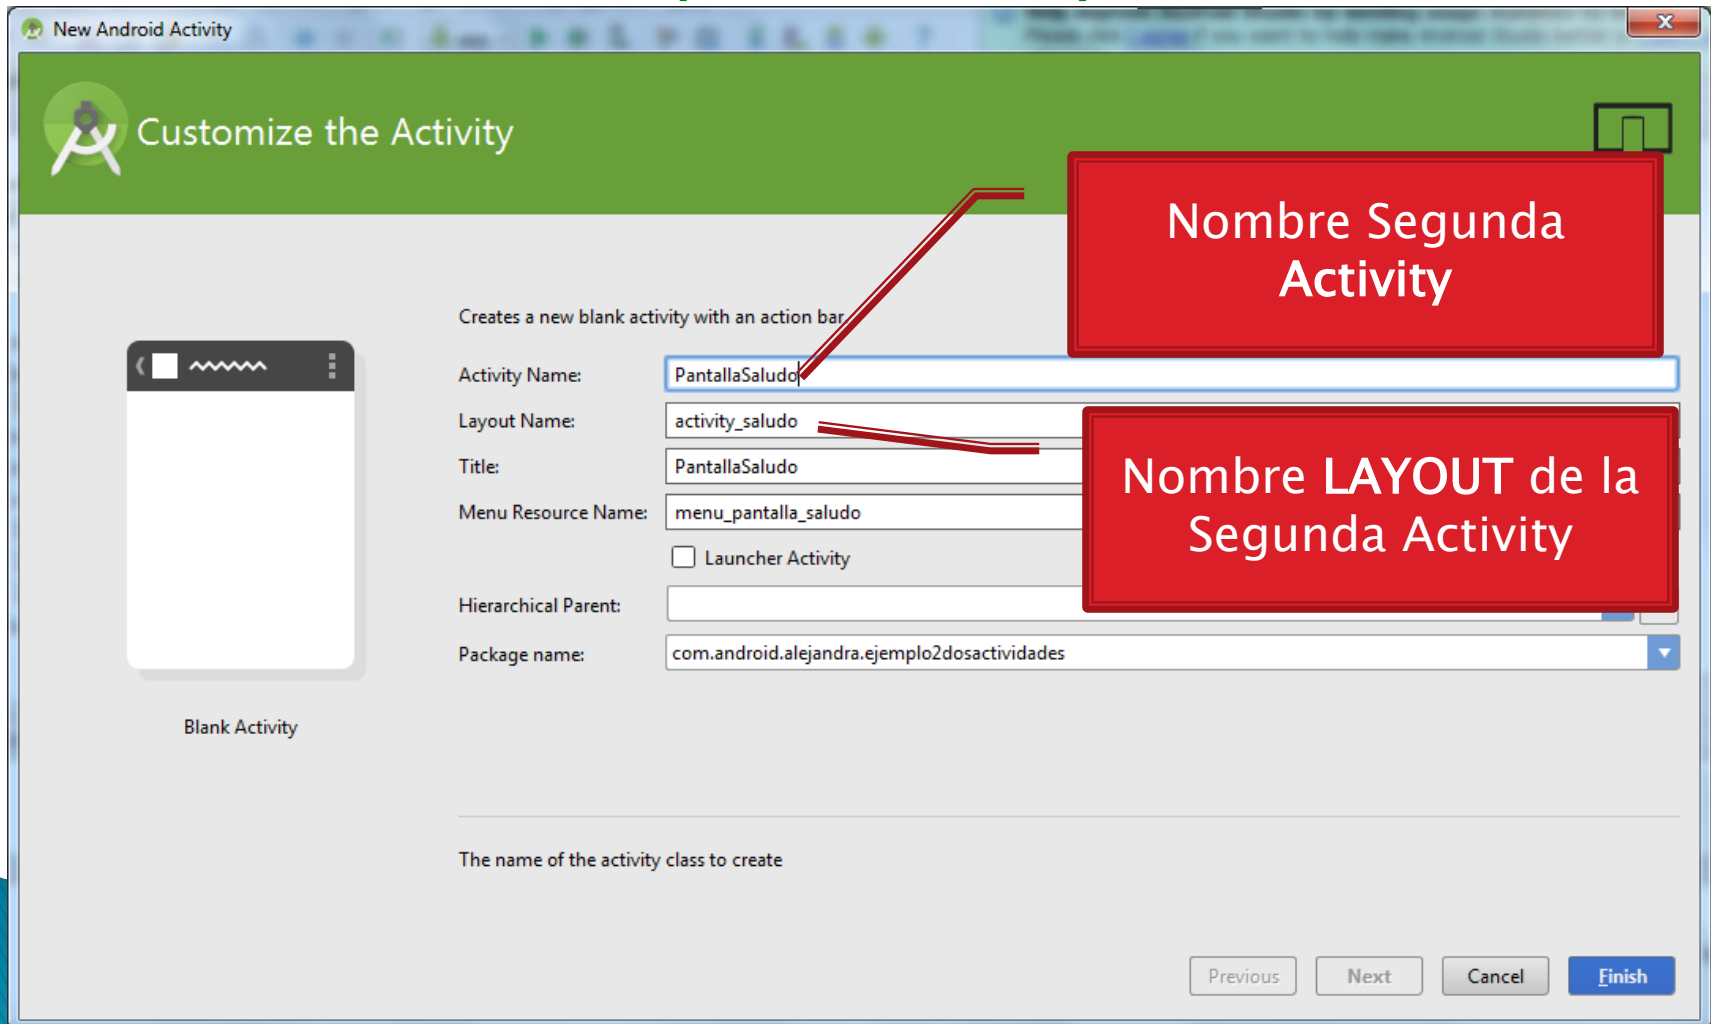 New Android Activity
Customize the Activity
Nombre Segunda
Activity
Creates a new blank activity with an action bar
Activity Name: PantallaSaludo
Layout Name: activity_saludo
Nombre LAYOUT de la
Segunda Activity
Title: PantallaSaludo
Menu Resource Name: menu_pantalla_saludo
Launcher Activity
Hierarchical Parent:
Package name: com.android.alejandra.ejemplo2dosactividades
Blank Activity
The name of the activity class to create
Previous Next Cancel Finish